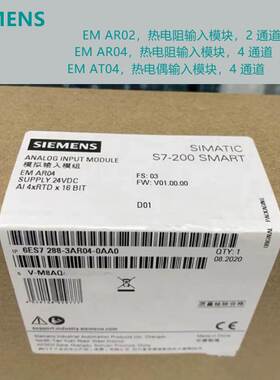 MENS
EM AR02，热电阻输入模块，2 通道
EM AR04，热电阻输入模块，4 通道
EM AT04，热电偶输入模块，4 通道
SIEMENS
SIMATIC
S7-200 SMART
ANALOG INPUT MODULE
模拟输入模组
EM AR04
SUPPLY 24VDC
AI 4xRTD x 16 BIT
FS: 03
FW: V01.00.00
D01
1P 6ES7 288-3AR04-0AA0
QTY: 1
08.2020
S V-M8AQ